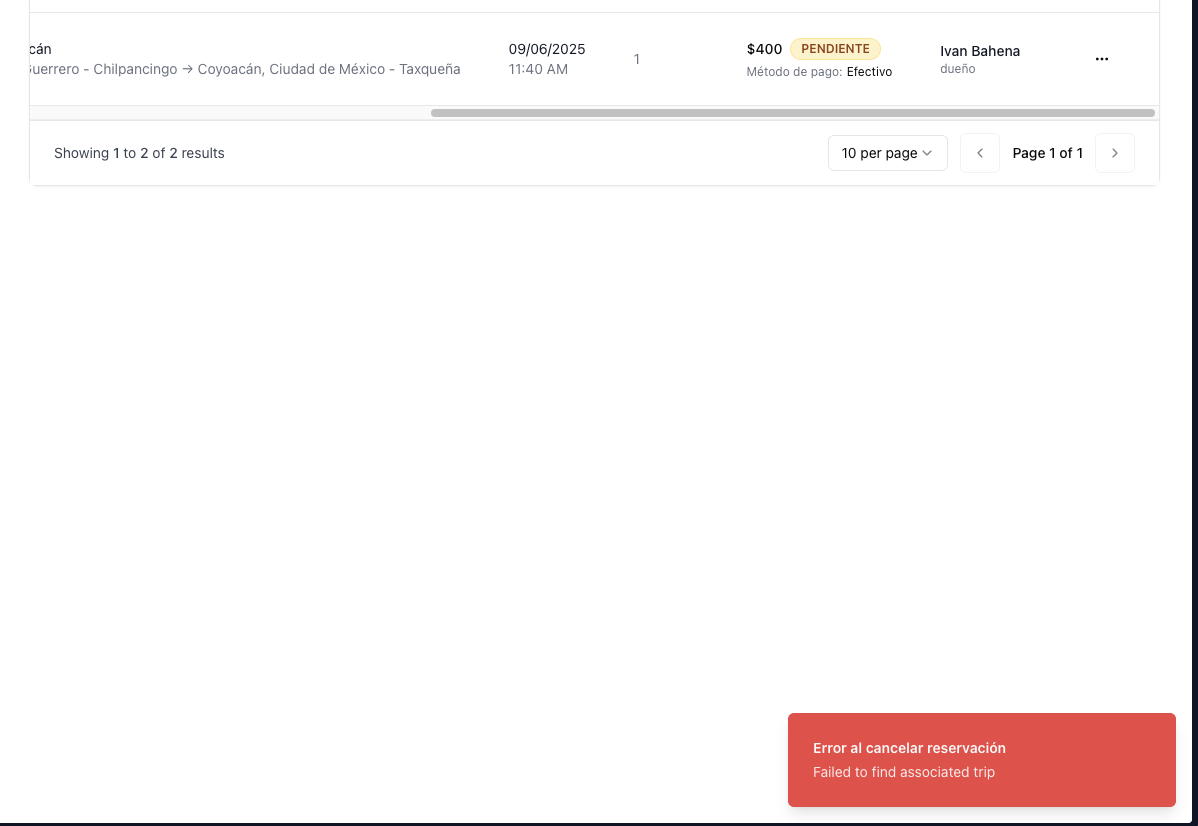 cán
Guerrero - Chilpancingo → Coyoacán, Ciudad de México - Taxqueña
09/06/2025
11:40 AM
1
$400 PENDIENTE
Método de pago: Efectivo
Ivan Bahena
dueño
Showing 1 to 2 of 2 results
10 per page
Page 1 of 1
Error al cancelar reservación
Failed to find associated trip